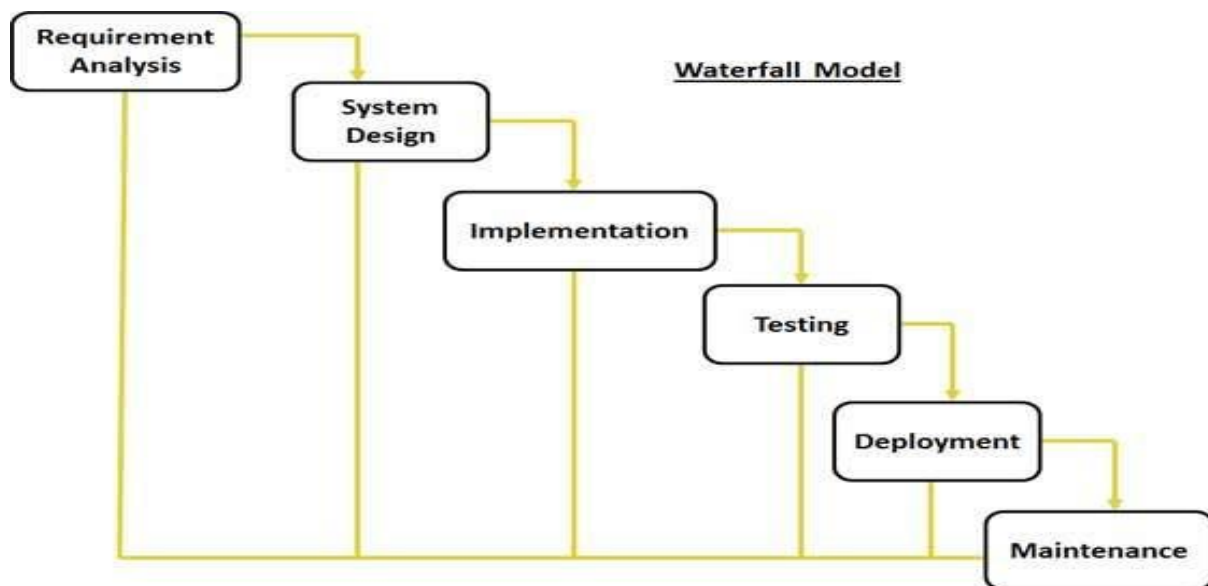 Requirement
Analysis
Waterfall Model
System
Design
Implementation
Testing
Deployment
Maintenance